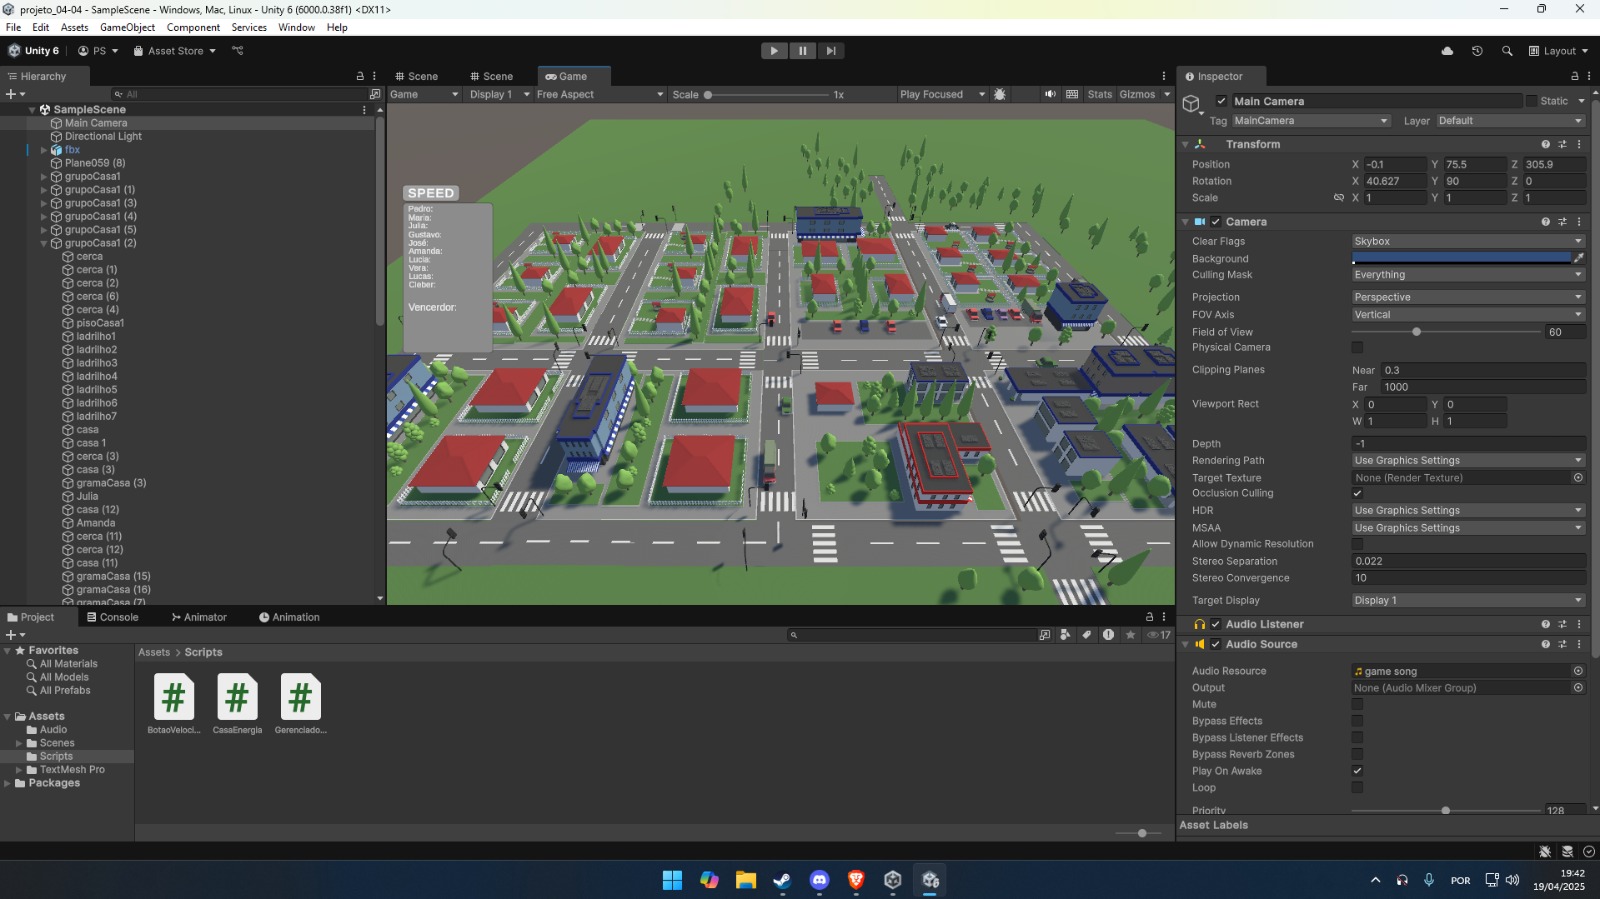 projeto_04-04 - SampleScene - Windows, Mac, Linux - Unity 6 (6000.0.38f1) <DX11>
File Edit Assets GameObject Component Services Window Help
Unity 6 PS Asset Store Layout
Hierarchy
All
SampleScene
Main Camera
Directional Light
fbx
Plane059 (8)
grupoCasa1
grupoCasa1 (1)
grupoCasa1 (3)
grupoCasa1 (4)
grupoCasa1 (5)
grupoCasa1 (2)
cerca
cerca (1)
cerca (2)
cerca (6)
cerca (4)
pisoCasa1
ladrilho1
ladrilho2
ladrilho3
ladrilho4
ladrilho5
ladrilho6
ladrilho7
casa
casa 1
cerca (3)
casa (3)
gramaCasa (3)
Julia
casa (12)
Amanda
cerca (11)
cerca (12)
casa (11)
gramaCasa (15)
gramaCasa (16)
gramaCasa (7)
Scene Scene Game
Game Display 1 Free Aspect Scale 1x Play Focused Stats Gizmos
SPEED
Pedro:
Maria:
Julia:
Gustavo:
José:
Amanda:
Lucia:
Vera:
Lucas:
Cleber:
Vencerdor:
Inspector
Main Camera Static
Tag MainCamera Layer Default
Transform
Position X -0.1 Y 75.5 Z 305.9
Rotation X 40.627 Y 90 Z 0
Scale X 1 Y 1 Z 1
Camera
Clear Flags Skybox
Background
Culling Mask Everything
Projection Perspective
FOV Axis Vertical
Field of View 60
Physical Camera
Clipping Planes Near 0.3
Far 1000
Viewport Rect X 0 Y 0
W 1 H 1
Depth -1
Rendering Path Use Graphics Settings
Target Texture None (Render Texture)
Occlusion Culling
HDR Use Graphics Settings
MSAA Use Graphics Settings
Allow Dynamic Resolution
Stereo Separation 0.022
Stereo Convergence 10
Target Display Display 1
Audio Listener
Audio Source
Audio Resource game song
Output None (Audio Mixer Group)
Mute
Bypass Effects
Bypass Listener Effects
Bypass Reverb Zones
Play On Awake
Loop
Priority 128
Asset Labels
Project Console Animator Animation
17
Favorites
All Materials
All Models
All Prefabs
Assets
Audio
Scenes
Scripts
TextMesh Pro
Packages
Assets > Scripts
BotaoVeloci... CasaEnergia Gerenciado...
POR
19:42
19/04/2025